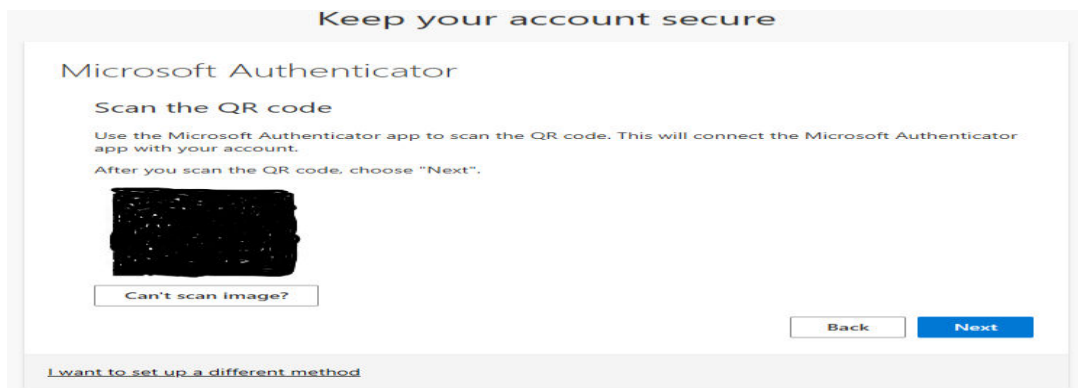 Keep your account secure
Microsoft Authenticator
Scan the QR code
Use the Microsoft Authenticator app to scan the QR code. This will connect the Microsoft Authenticator
app with your account.
After you scan the QR code, choose "Next".
Can't scan image?
Back
Next
I want to set up a different method